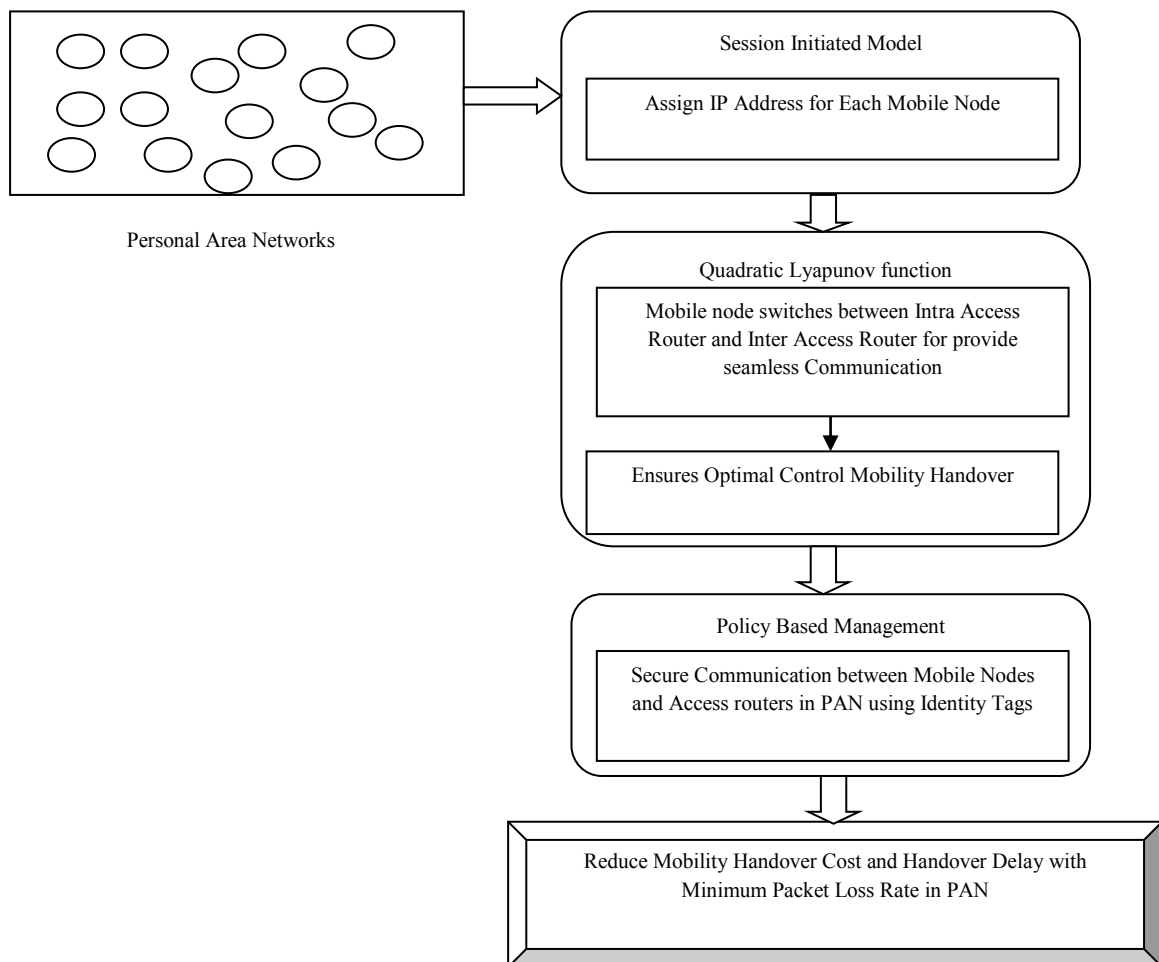 Session Initiated Model
Assign IP Address for Each Mobile Node
Personal Area Networks
Quadratic Lyapunov function
Mobile node switches between Intra Access
Router and Inter Access Router for provide
seamless Communication
Ensures Optimal Control Mobility Handover
Policy Based Management
Secure Communication between Mobile Nodes
and Access routers in PAN using Identity Tags
Reduce Mobility Handover Cost and Handover Delay with
Minimum Packet Loss Rate in PAN